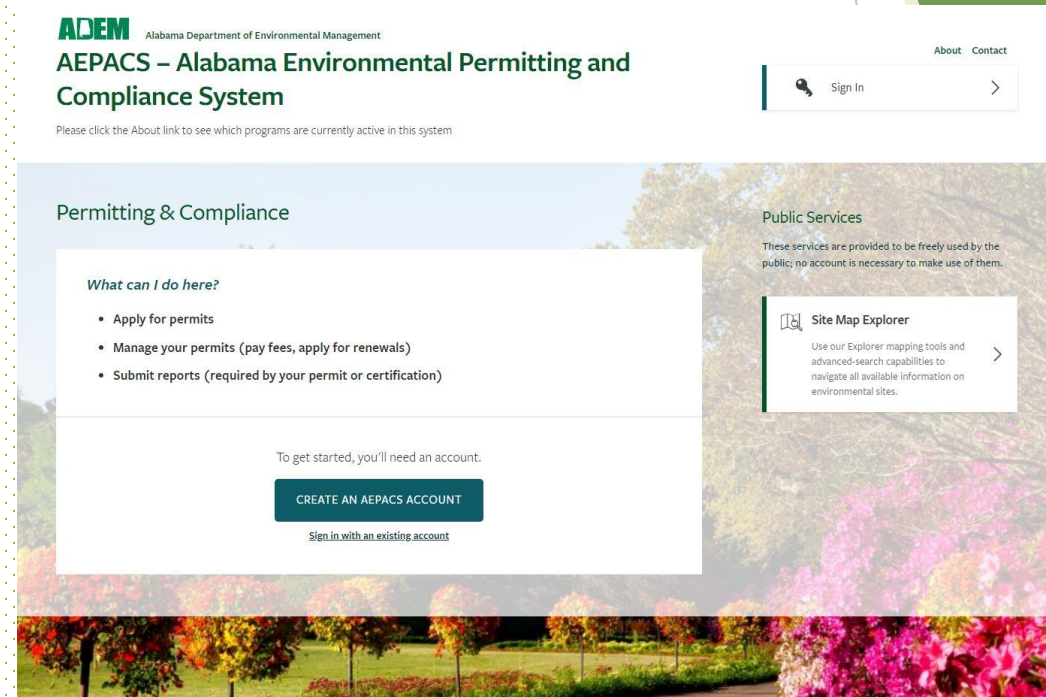 ADEM Alabama Department of Environmental Management
AEPACS – Alabama Environmental Permitting and
Compliance System
Please click the About link to see which programs are currently active in this system
About Contact
Sign In
Permitting & Compliance
What can I do here?
• Apply for permits
• Manage your permits (pay fees, apply for renewals)
• Submit reports (required by your permit or certification)
To get started, you'll need an account.
CREATE AN AEPACS ACCOUNT
Sign in with an existing account
Public Services
These services are provided to be freely used by the
public; no account is necessary to make use of them.
Site Map Explorer
Use our Explorer mapping tools and
advanced-search capabilities to
navigate all available information on
environmental sites.